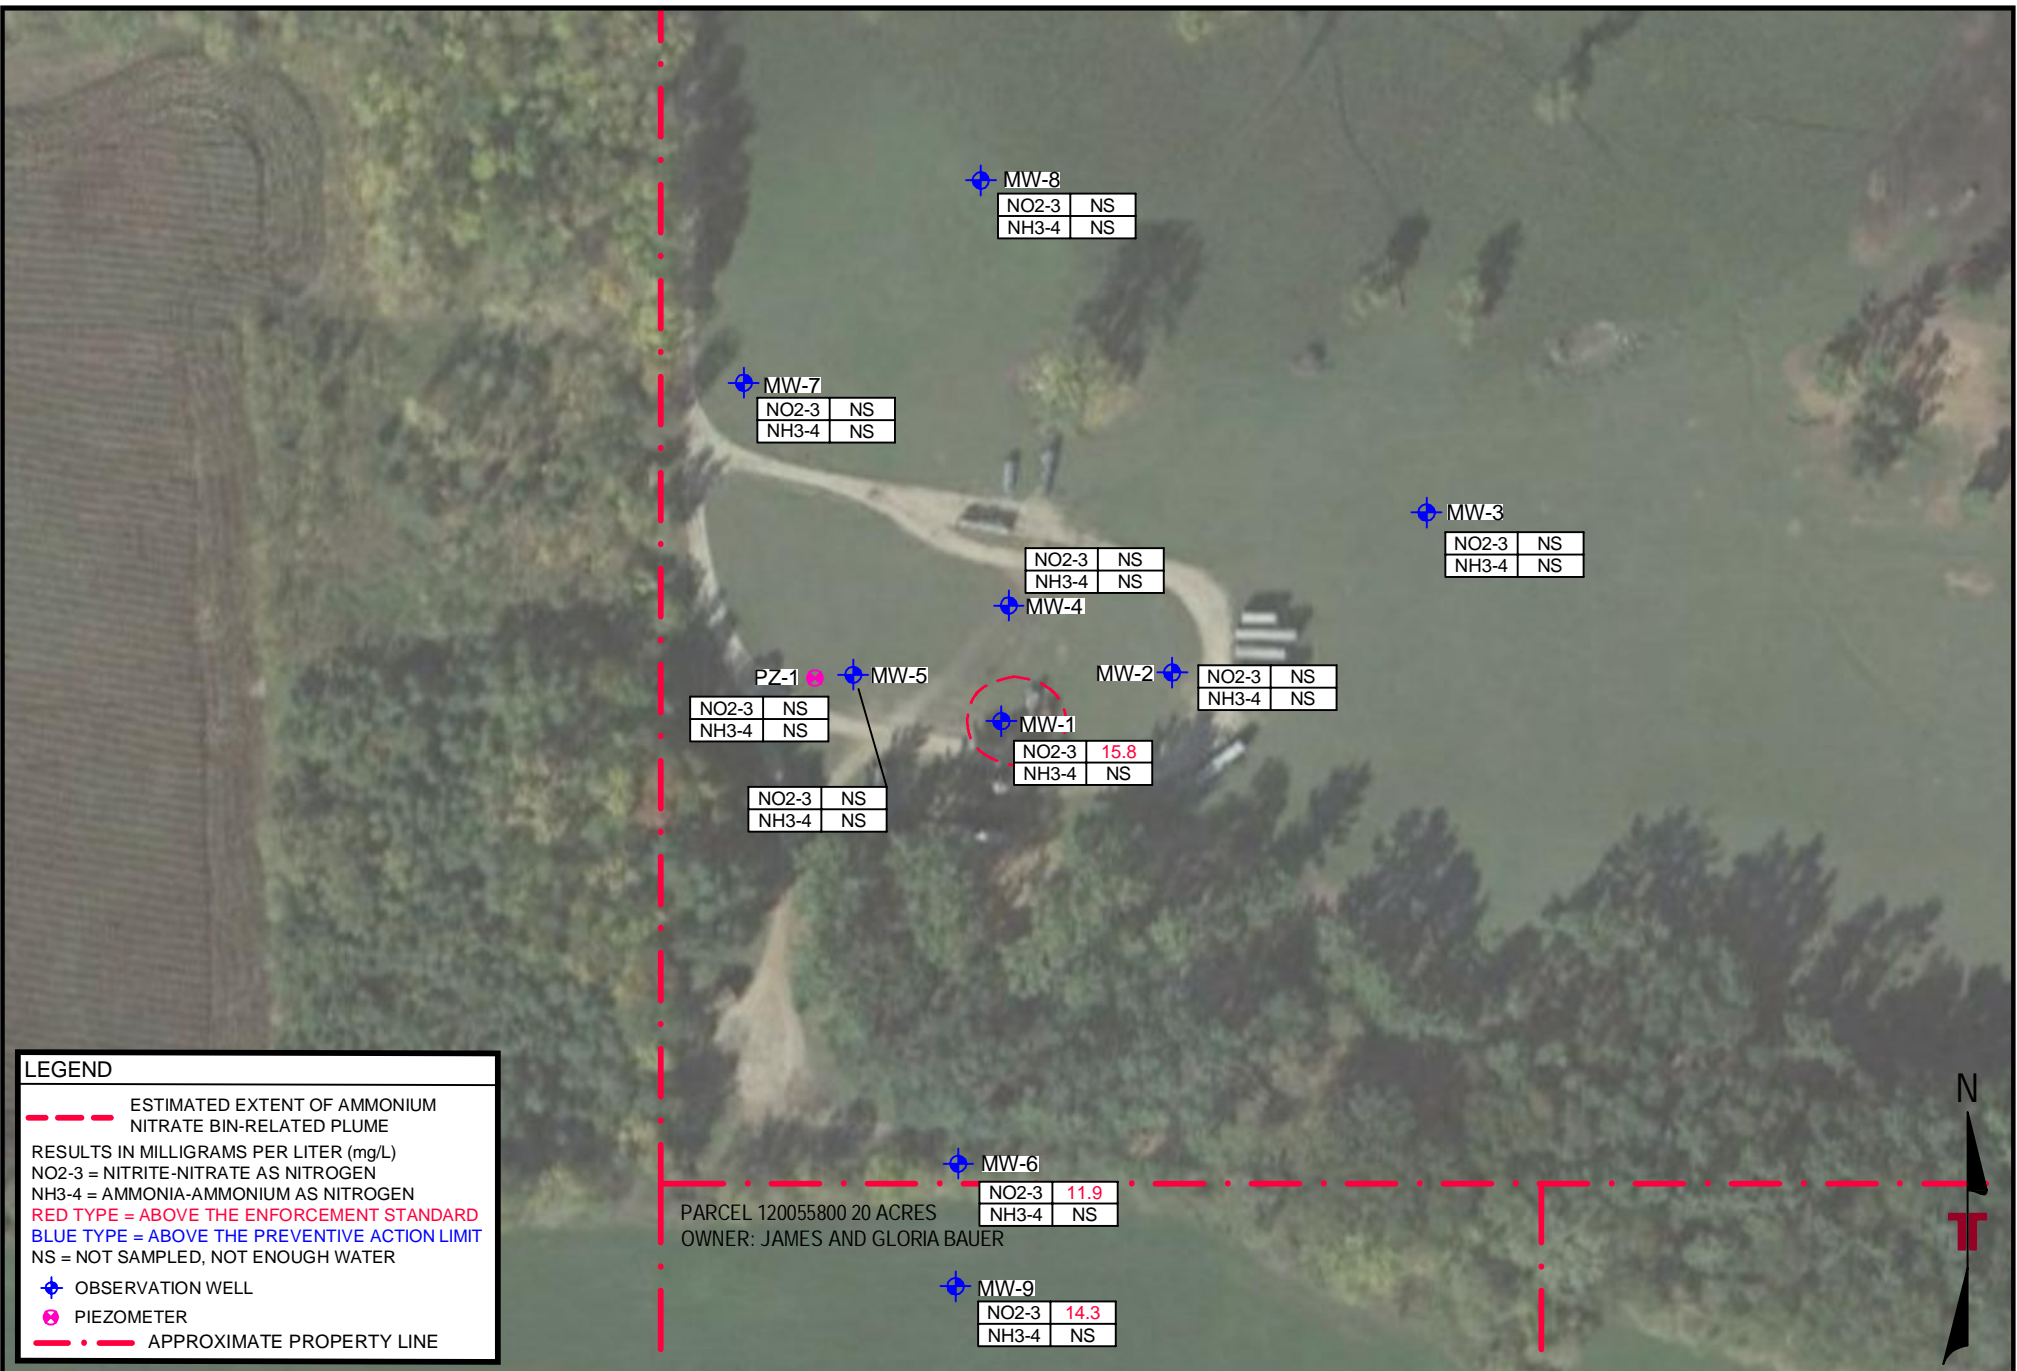 MW-8
NO2-3 NS
NH3-4 NS
MW-7
NO2-3 NS
NH3-4 NS
MW-3
NO2-3 NS
NH3-4 NS
NO2-3 NS
NH3-4 NS
MW-4
PZ-1
NO2-3 NS
NH3-4 NS
MW-5
NO2-3 NS
NH3-4 NS
MW-2
NO2-3 NS
NH3-4 NS
MW-1
NO2-3 15.8
NH3-4 NS
MW-6
NO2-3 11.9
NH3-4 NS
PARCEL 120055800 20 ACRES
OWNER: JAMES AND GLORIA BAUER
MW-9
NO2-3 14.3
NH3-4 NS
N
LEGEND
ESTIMATED EXTENT OF AMMONIUM
NITRATE BIN-RELATED PLUME
RESULTS IN MILLIGRAMS PER LITER (mg/L)
NO2-3 = NITRITE-NITRATE AS NITROGEN
NH3-4 = AMMONIA-AMMONIUM AS NITROGEN
RED TYPE = ABOVE THE ENFORCEMENT STANDARD
BLUE TYPE = ABOVE THE PREVENTIVE ACTION LIMIT
NS = NOT SAMPLED, NOT ENOUGH WATER
OBSERVATION WELL
PIEZOMETER
APPROXIMATE PROPERTY LINE